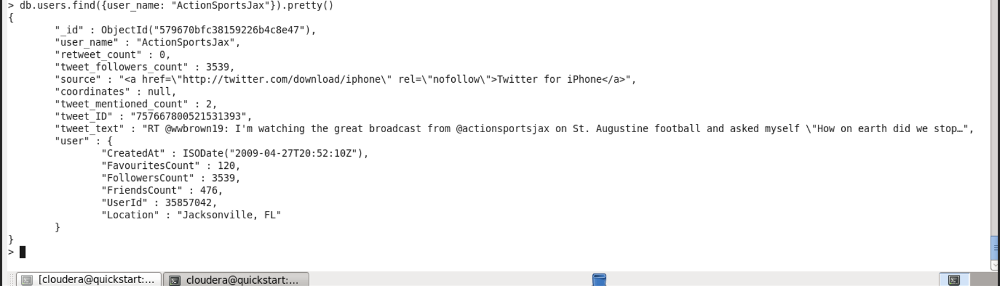 > db.users.find({user_name: "ActionSportsJax"}).pretty()
{
        "_id" : ObjectId("579670bfc38159226b4c8e47"),
        "user_name" : "ActionSportsJax",
        "retweet_count" : 0,
        "tweet_followers_count" : 3539,
        "source" : "<a href=\"http://twitter.com/download/iphone\" rel=\"nofollow\">Twitter for iPhone</a>",
        "coordinates" : null,
        "tweet_mentioned_count" : 2,
        "tweet_ID" : "757667800521531393",
        "tweet_text" : "RT @wwbrown19: I'm watching the great broadcast from @actionsportsjax on St. Augustine football and asked myself \"How on earth did we stop…",
        "user" : {
                "CreatedAt" : ISODate("2009-04-27T20:52:10Z"),
                "FavouritesCount" : 120,
                "FollowersCount" : 3539,
                "FriendsCount" : 476,
                "UserId" : 35857042,
                "Location" : "Jacksonville, FL"
        }
}
>
[cloudera@quickstart:...
cloudera@quickstart:...